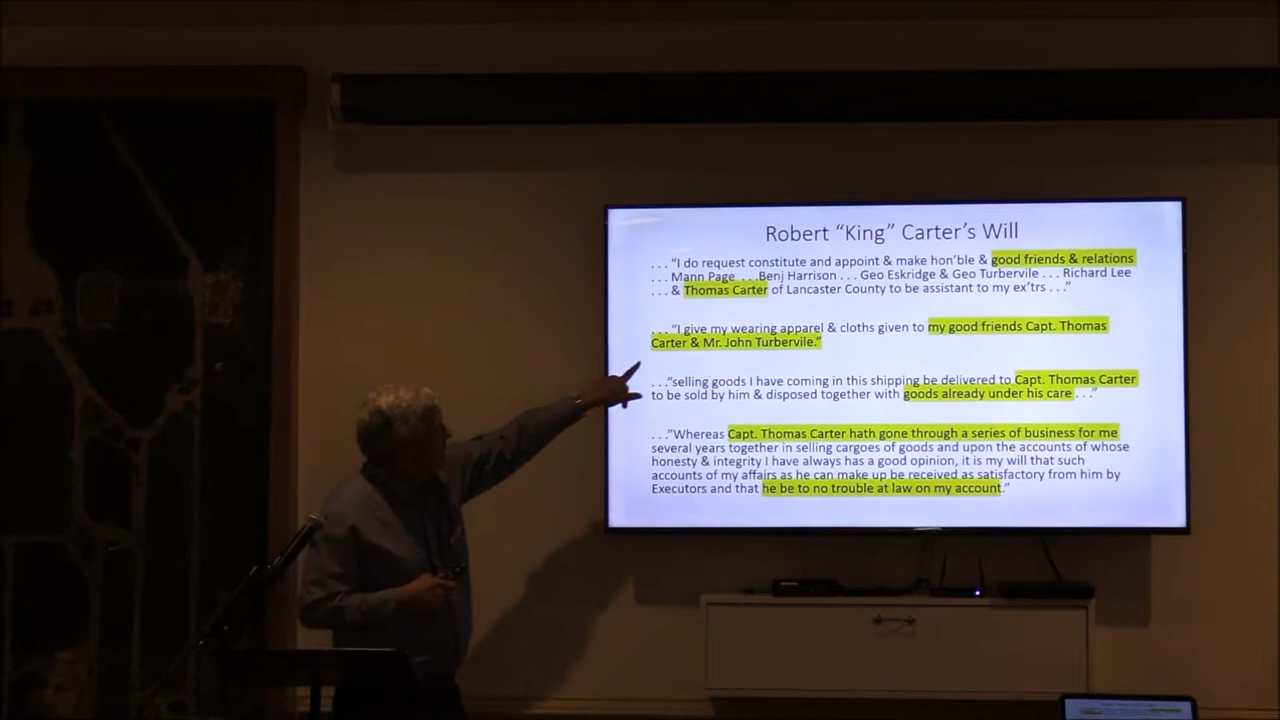 Robert “King” Carter’s Will
. . . “I do request constitute and appoint & make hon’ble & good friends & relations
. . . Mann Page . . . Benj Harrison . . . Geo Eskridge & Geo Turbervile . . . Richard Lee
. . . & Thomas Carter of Lancaster County to be assistant to my ex’trs . . .”
. . . “I give my wearing apparel & cloths given to my good friends Capt. Thomas
Carter & Mr. John Turbervile.”
. . .”selling goods I have coming in this shipping be delivered to Capt. Thomas Carter
to be sold by him & disposed together with goods already under his care . . .”
. . .”Whereas Capt. Thomas Carter hath gone through a series of business for me
several years together in selling cargoes of goods and upon the accounts of whose
honesty & integrity I have always has a good opinion, it is my will that such
accounts of my affairs as he can make up be received as satisfactory from him by
Executors and that he be to no trouble at law on my account.”